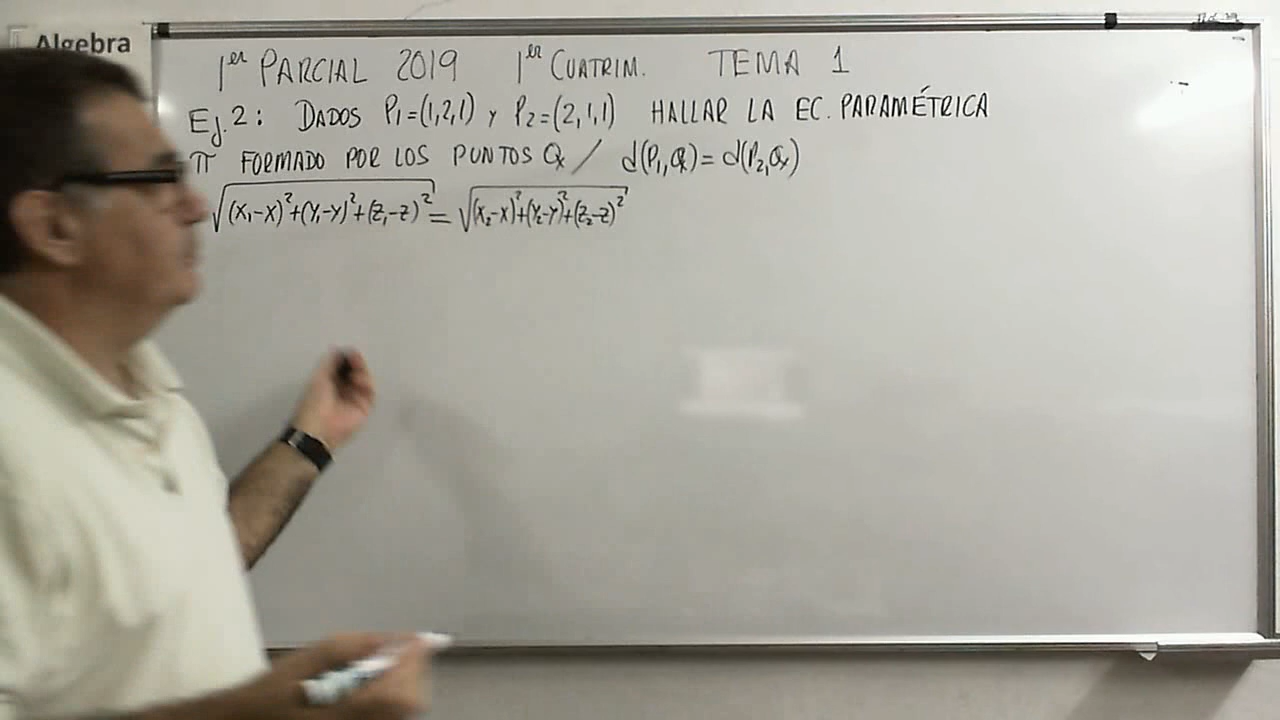 Algebra
1er PARCIAL 2019 1er CUATRIM. TEMA 1
Ej.2: DADOS P₁=(1,2,1) Y P₂=(2,1,1) HALLAR LA EC. PARAMÉTRICA
π FORMADO POR LOS PUNTOS Qx / d(P₁,Qx)=d(P₂,Qx)
√(X₁-X)²+(Y₁-Y)²+(Z₁-Z)² = √(X₂-X)²+(Y₂-Y)²+(Z₂-Z)²